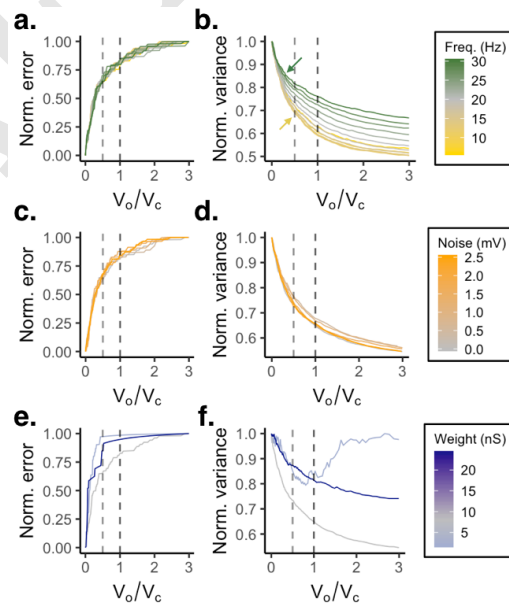 a.
Norm. error
1.00
0.75
0.50
0.25
0.00
0 1 2 3
Vo/Vc
b.
Norm. variance
1.0
0.9
0.8
0.7
0.6
0.5
0 1 2 3
Vo/Vc
Freq. (Hz)
30
25
20
15
10
c.
Norm. error
1.00
0.75
0.50
0.25
0.00
0 1 2 3
Vo/Vc
d.
Norm. variance
1.0
0.9
0.8
0.7
0.6
0 1 2 3
Vo/Vc
Noise (mV)
2.5
2.0
1.5
1.0
0.5
0.0
e.
Norm. error
1.00
0.75
0.50
0.25
0.00
0 1 2 3
Vo/Vc
f.
Norm. variance
1.0
0.9
0.8
0.7
0.6
0 1 2 3
Vo/Vc
Weight (nS)
20
15
10
5